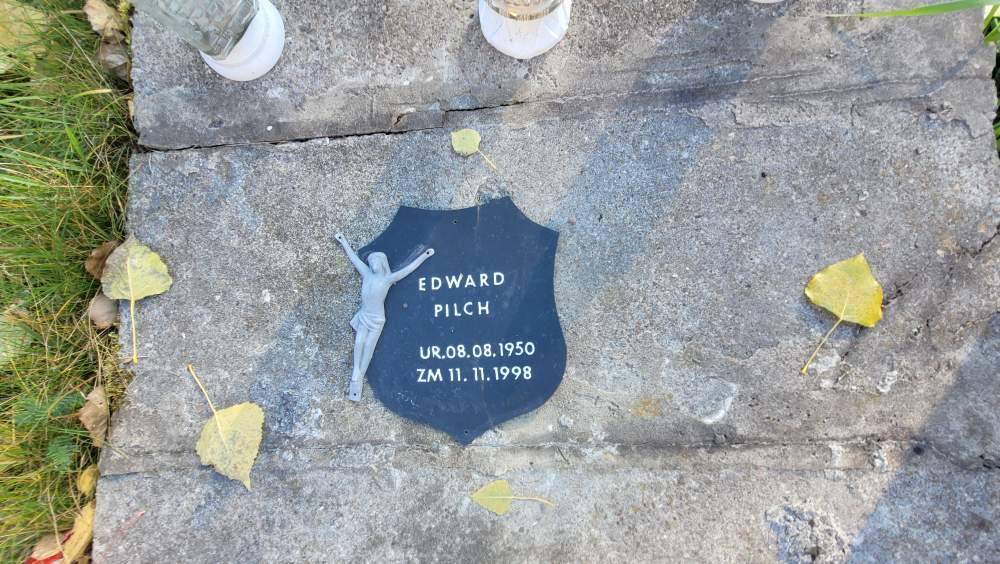 EDWARD
PILCH
UR.08.08.1950
ZM 11.11.1998